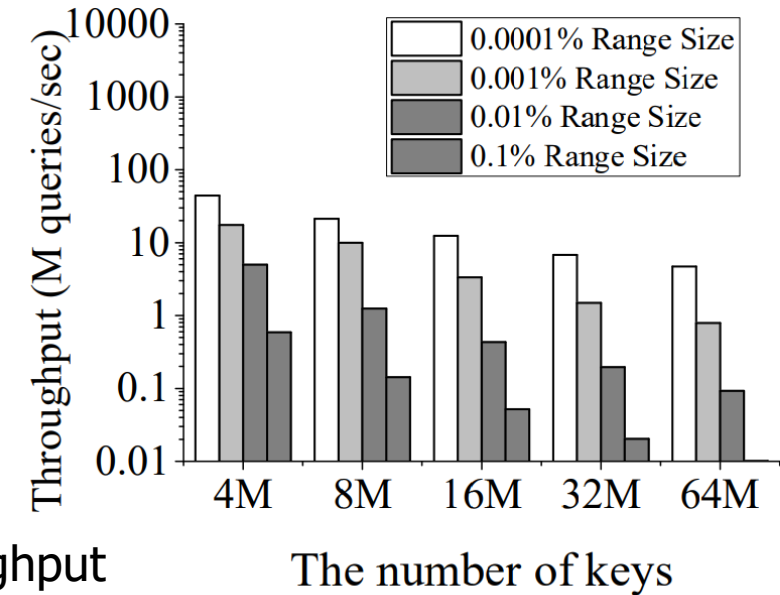 10000
1000
100
10
1
0.1
0.01
Throughput (M queries/sec)
0.0001% Range Size
0.001% Range Size
0.01% Range Size
0.1% Range Size
4M 8M 16M 32M 64M
The number of keys
ghput